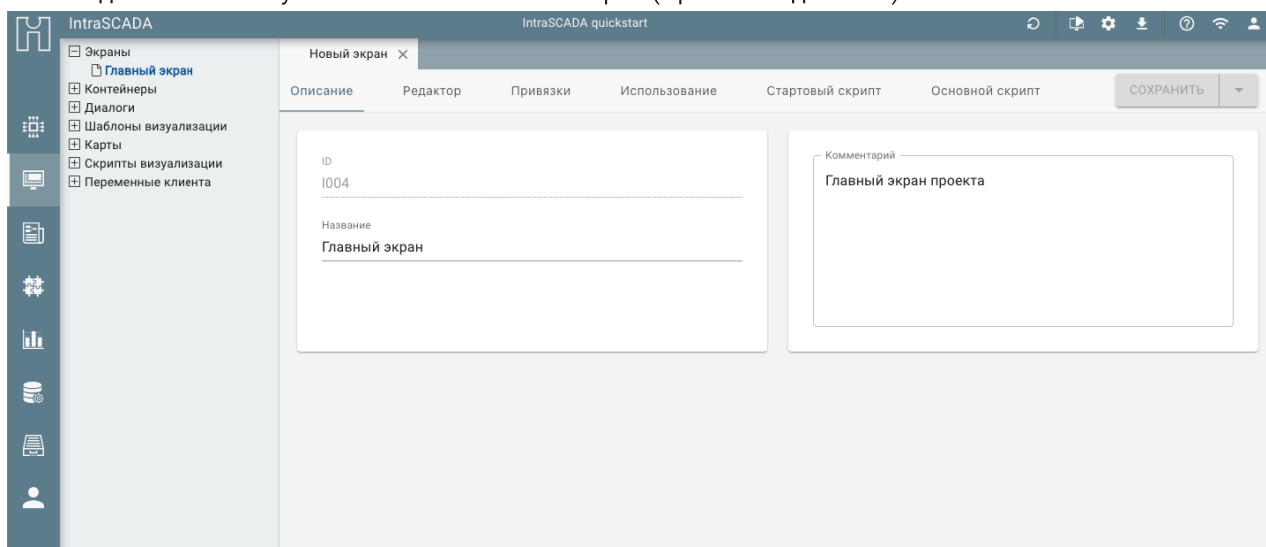 IntraSCADA
IntraSCADA quickstart
Экраны
Главный экран
Контейнеры
Диалоги
Шаблоны визуализации
Карты
Скрипты визуализации
Переменные клиента
Новый экран
Описание Редактор Привязки Использование Стартовый скрипт Основной скрипт СОХРАНИТЬ
ID
l004
Название
Главный экран
Комментарий
Главный экран проекта